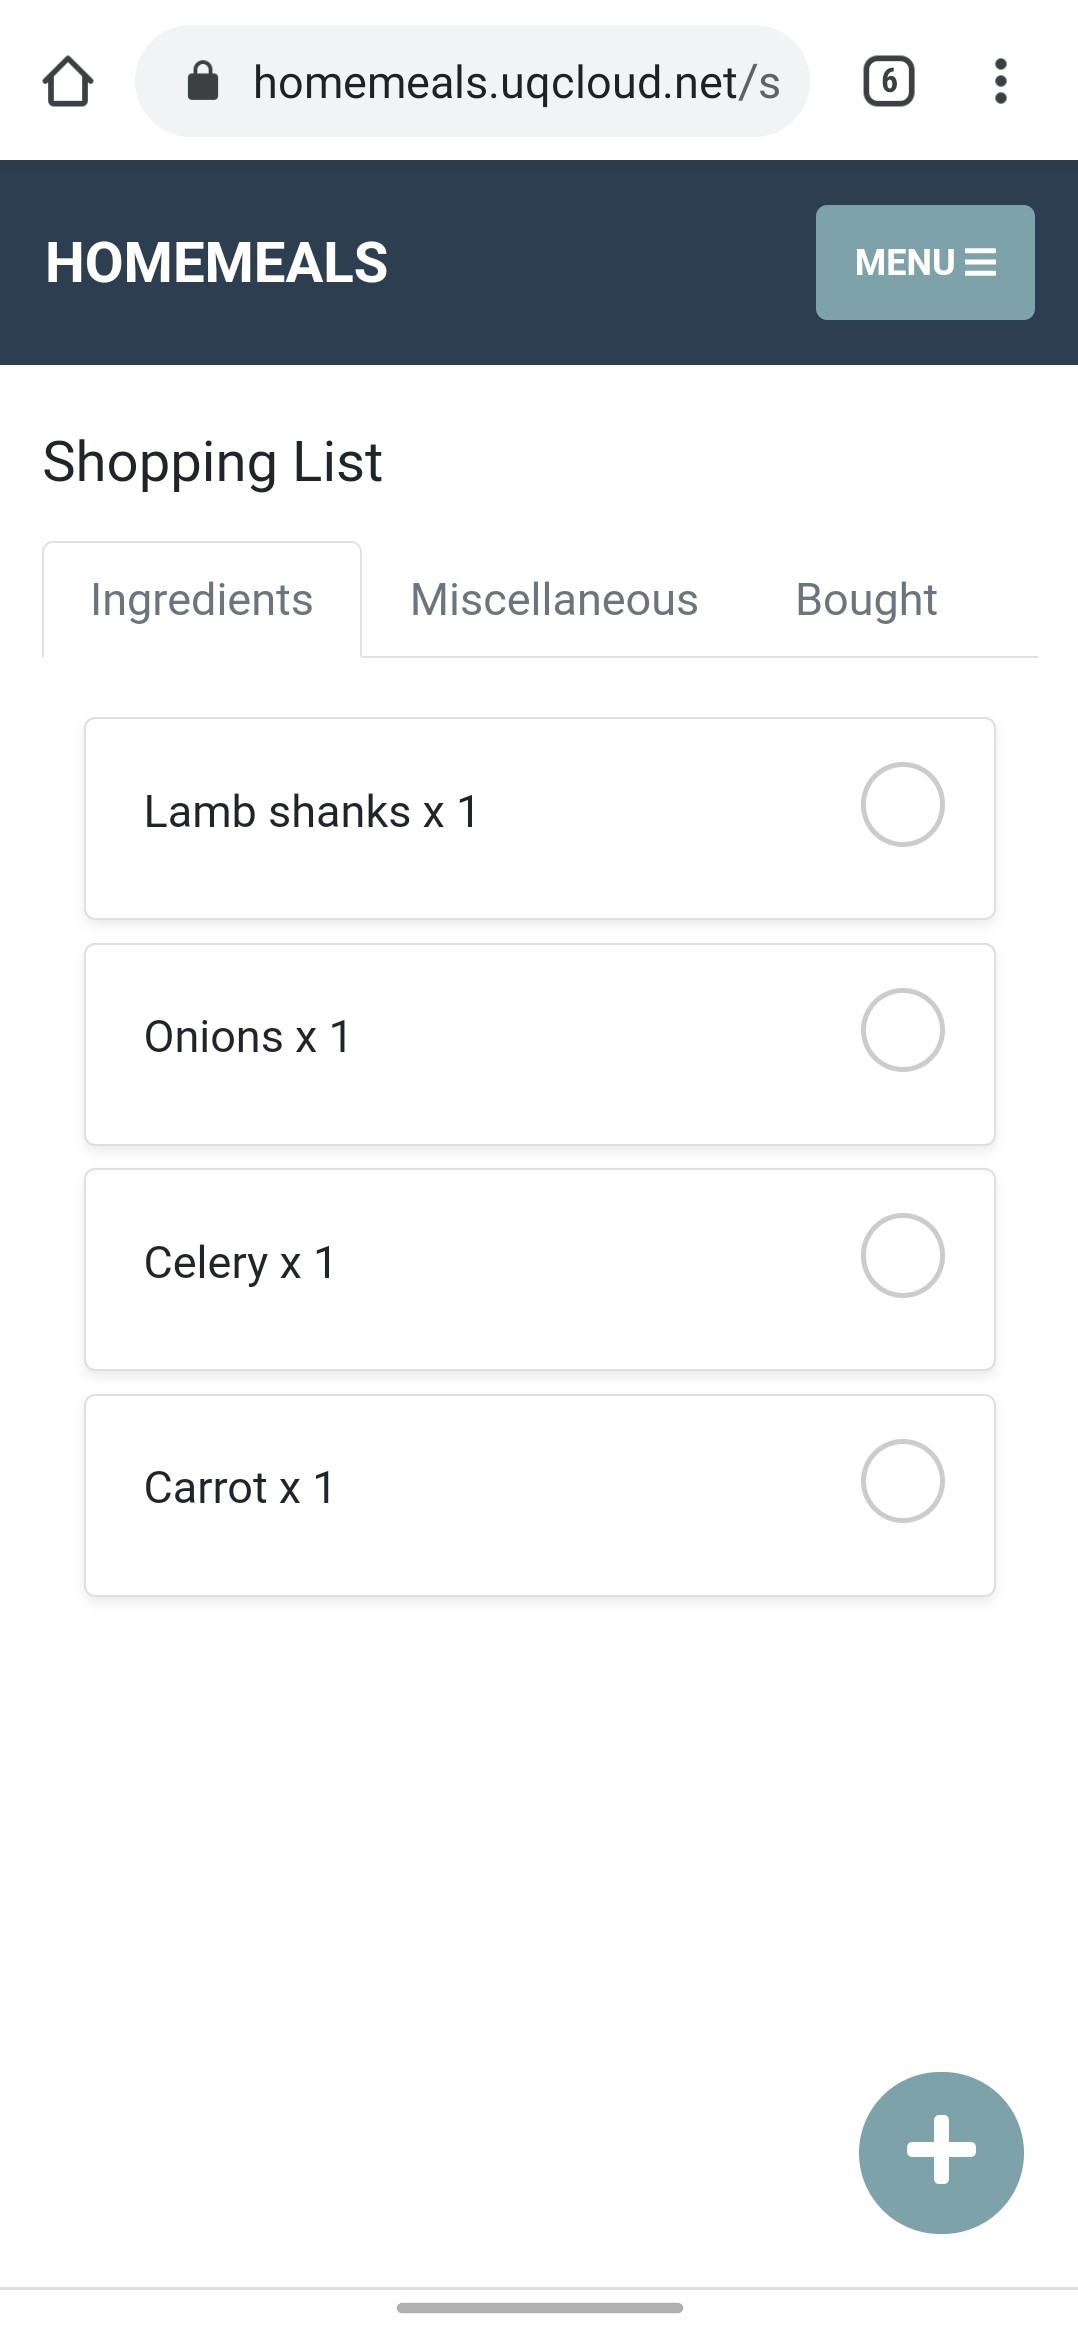 homemeals.uqcloud.net/s
6
HOMEMEALS
MENU
Shopping List
Ingredients Miscellaneous Bought
Lamb shanks x 1
Onions x 1
Celery x 1
Carrot x 1